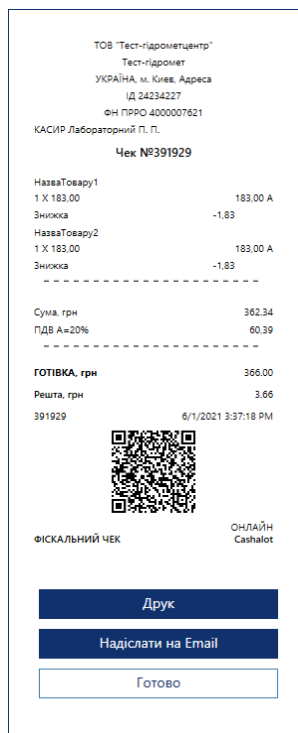 ТОВ "Тест-гідрометцентр"
Тест-гідромет
УКРАЇНА, м. Киев, Адреса
ІД 24234227
ФН ПРРО 4000007621
КАСИР Лабораторний П. П.
Чек №391929
НазваТовару1
1 X 183,00 183,00 А
Знижка -1,83
НазваТовару2
1 X 183,00 183,00 А
Знижка -1,83
Сума, грн 362.34
ПДВ А=20% 60,39
ГОТІВКА, грн 366.00
Решта, грн 3.66
391929 6/1/2021 3:37:18 PM
ОНЛАЙН
ФІСКАЛЬНИЙ ЧЕК Cashalot
Друк
Надіслати на Email
Готово